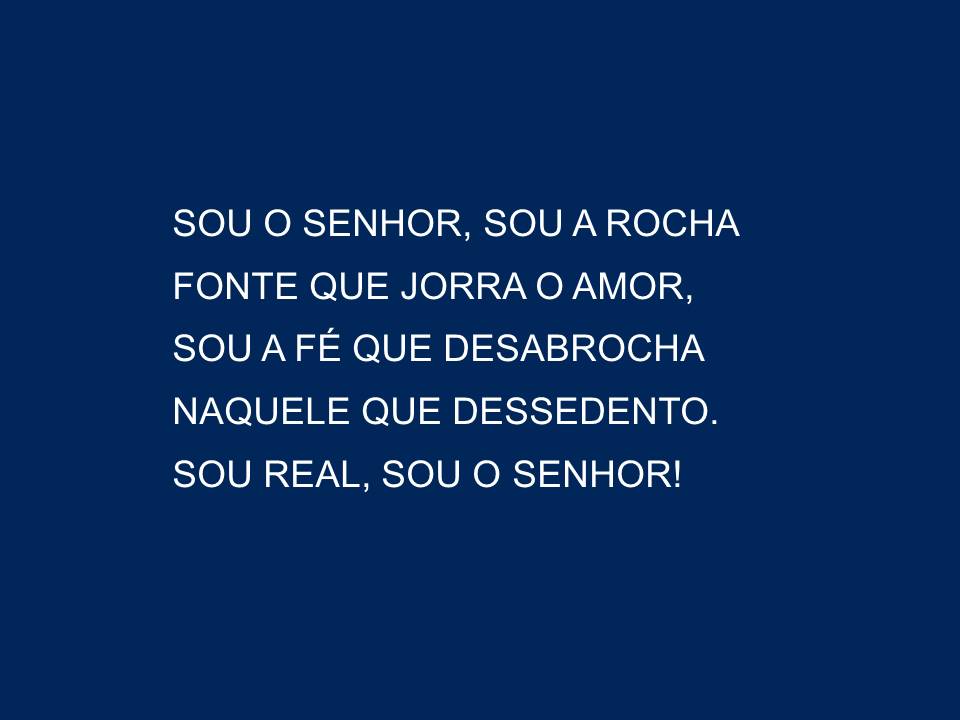 SOU O SENHOR, SOU A ROCHA
FONTE QUE JORRA O AMOR,
SOU A FÉ QUE DESABROCHA
NAQUELE QUE DESSEDENTO.
SOU REAL, SOU O SENHOR!